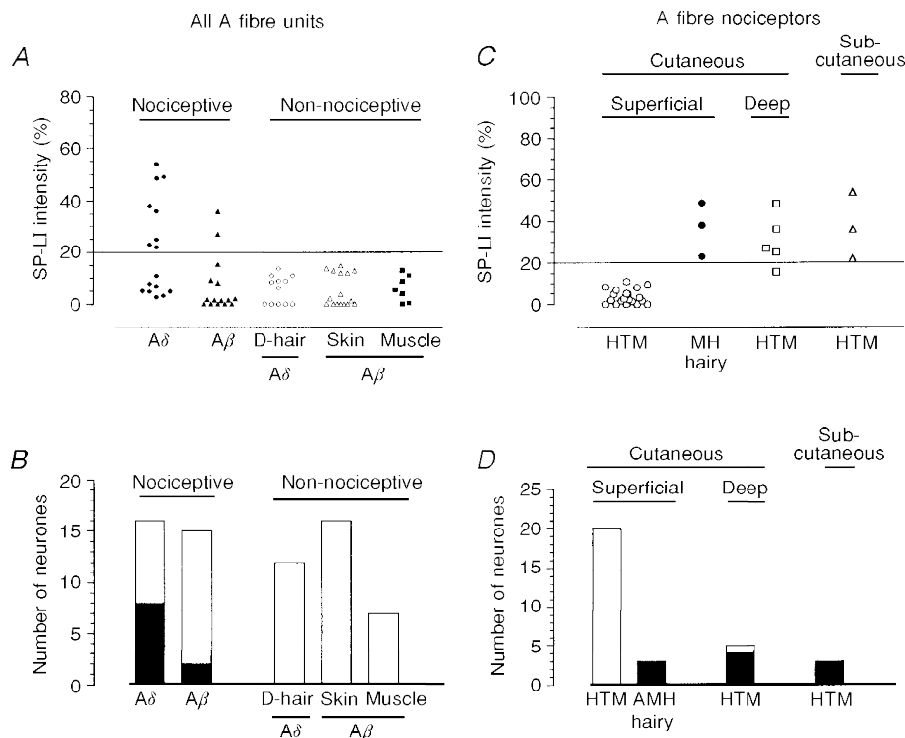 All A fibre units
A fibre nociceptors
A
Nociceptive
Non-nociceptive
SP-LI intensity (%)
80
60
40
20
0
Aδ
Aβ
D-hair
Skin
Muscle
Aδ
Aβ
C
Cutaneous
Sub-
cutaneous
Superficial
Deep
SP-LI intensity (%)
100
80
60
40
20
0
HTM
MH
hairy
HTM
HTM
B
Nociceptive
Non-nociceptive
Number of neurones
20
15
10
5
0
Aδ
Aβ
D-hair
Skin
Muscle
Aδ
Aβ
D
Cutaneous
Sub-
cutaneous
Superficial
Deep
Number of neurones
25
20
15
10
5
0
HTM
AMH
hairy
HTM
HTM